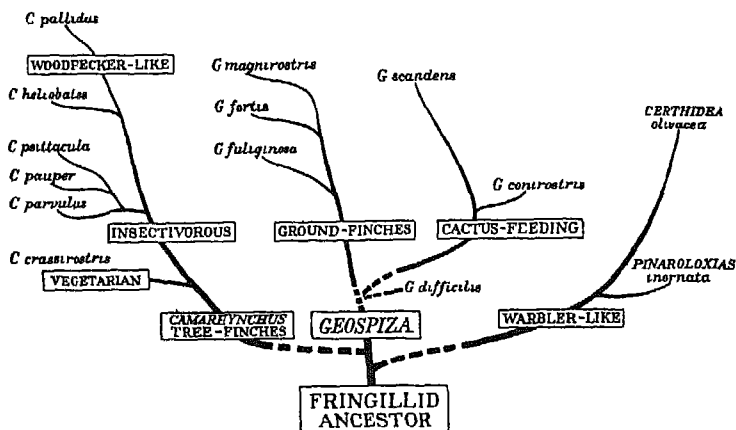 C pallidus
WOODPECKER-LIKE
C heliobates
C psittacula
C pauper
C parvulus
INSECTIVOROUS
C crassirostris
VEGETARIAN
CAMARHYNCHUS
TREE-FINCHES
G magnirostris
G fortis
G fuliginosa
GROUND-FINCHES
G scandens
G conirostris
CACTUS-FEEDING
G difficilis
GEOSPIZA
CERTHIDEA
olivacea
PINAROLOXIAS
inornata
WARBLER-LIKE
FRINGILLID
ANCESTOR